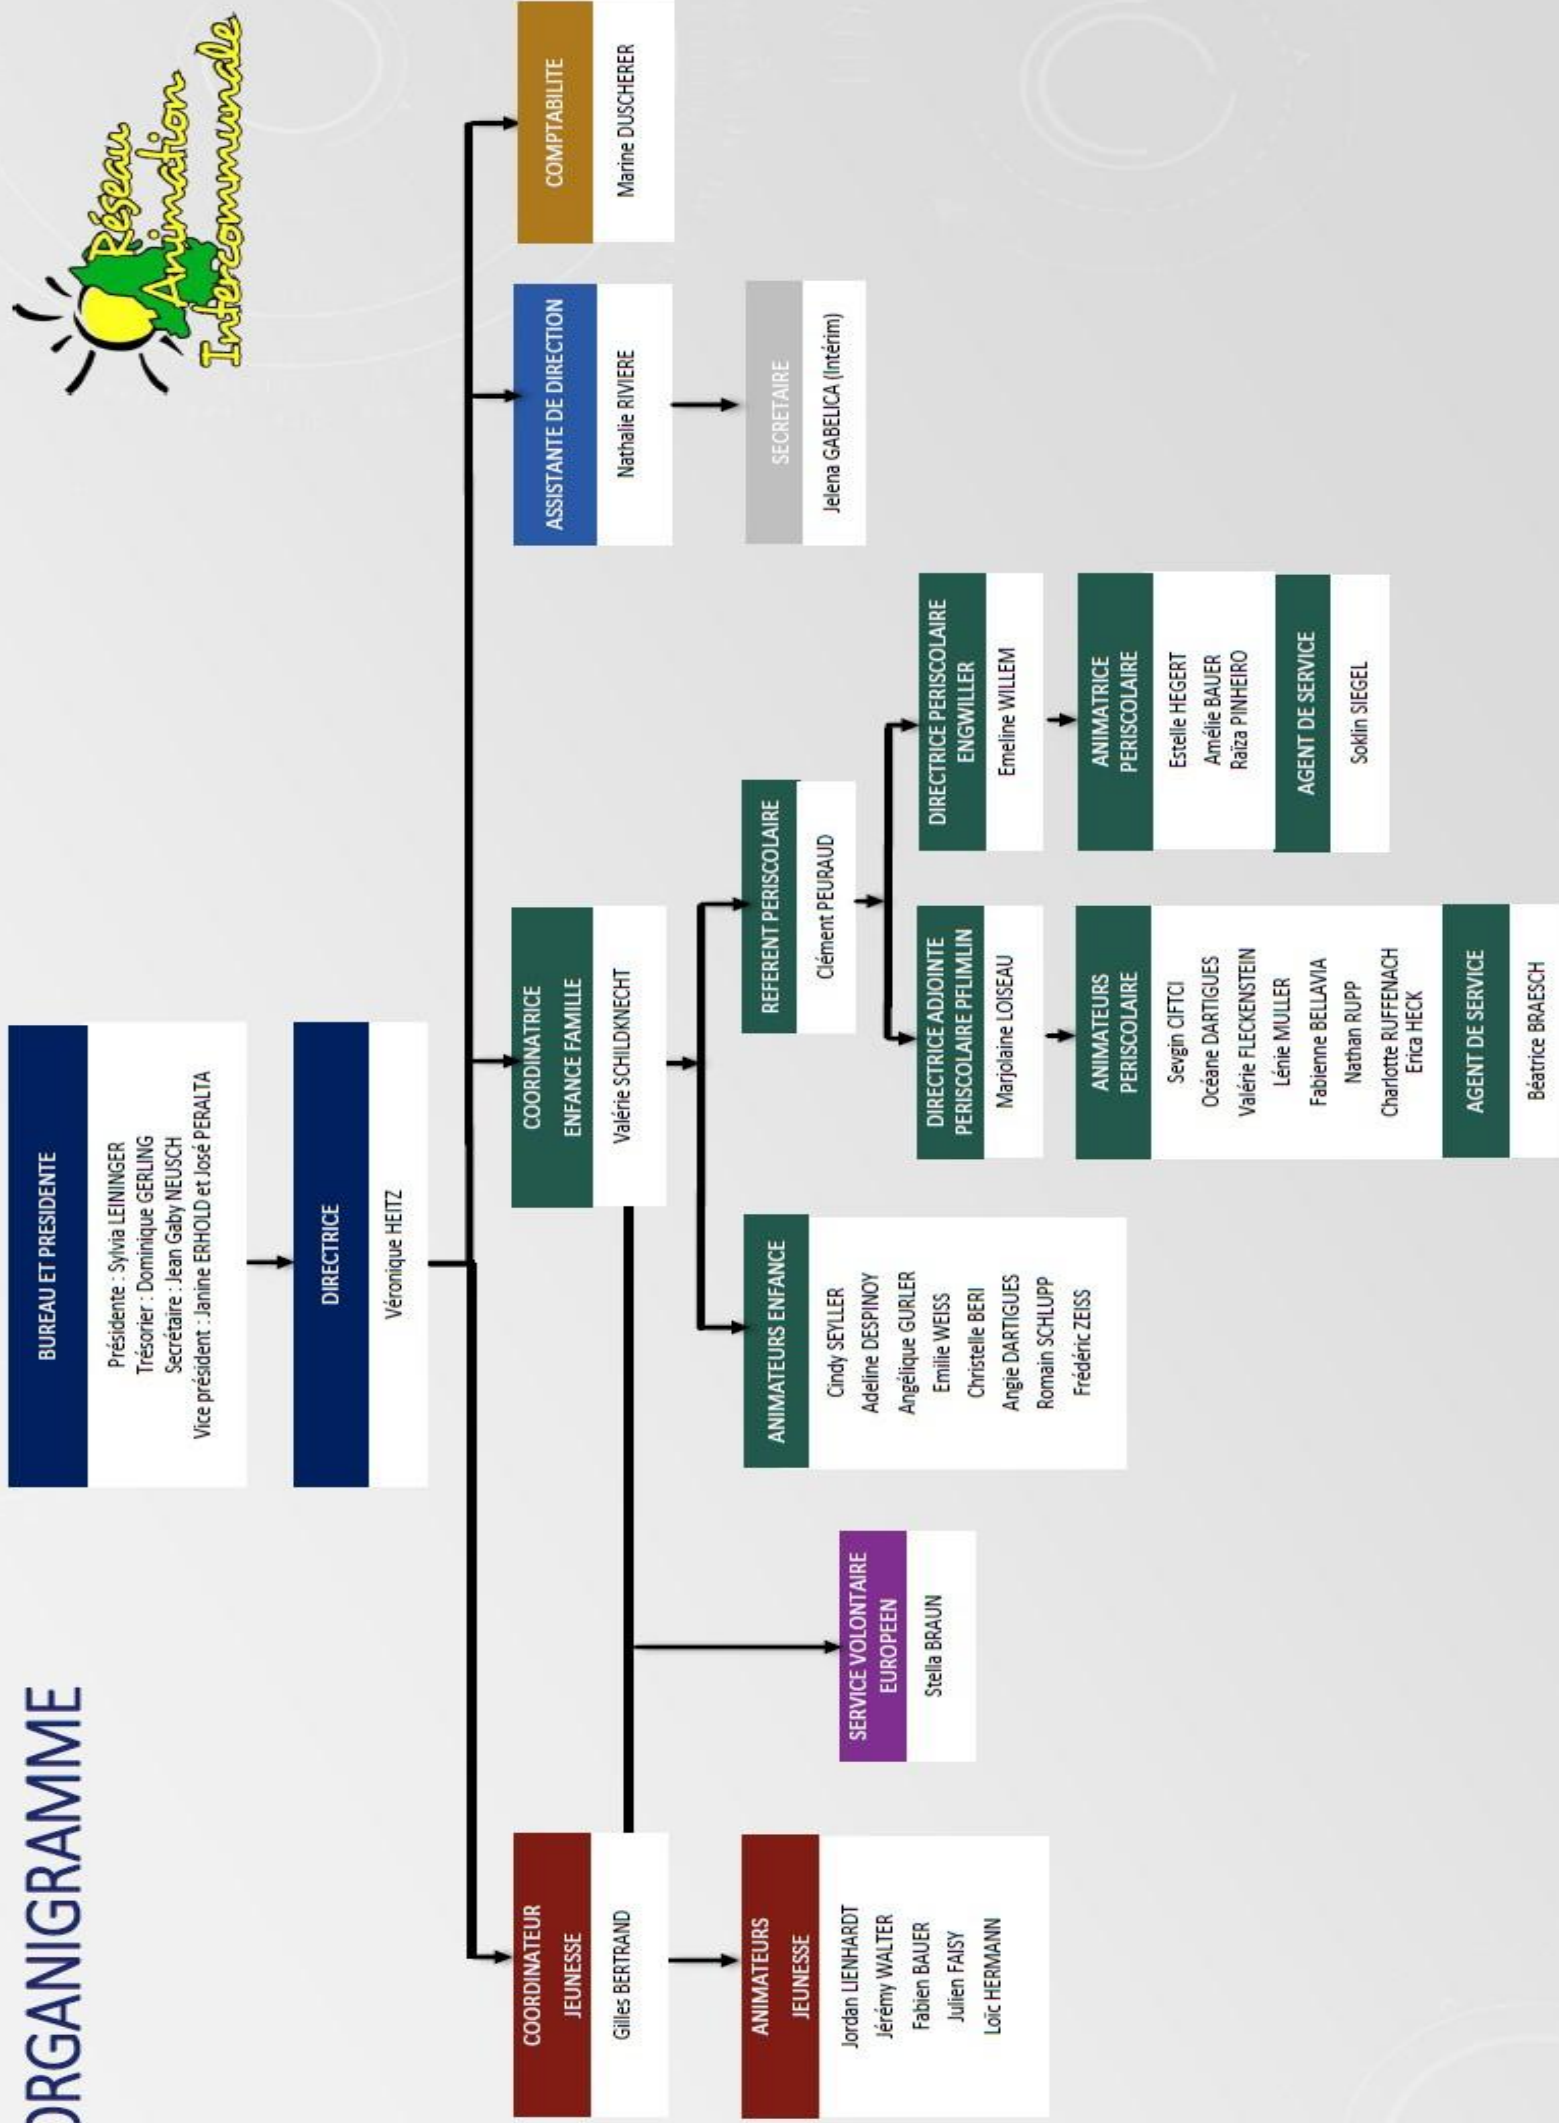 ORGANIGRAMME
Réseau
Animation
Intercommunale
BUREAU ET PRESIDENTE
Présidente : Sylvia LEININGER
Trésorier : Dominique GERLING
Secrétaire : Jean Gaby NEUSCH
Vice président : Janine ERHOLD et José PERALTA
DIRECTRICE
Véronique HEITZ
COORDINATEUR
JEUNESSE
Gilles BERTRAND
COORDINATRICE
ENFANCE FAMILLE
Valérie SCHILDKNECHT
ASSISTANTE DE DIRECTION
Nathalie RIVIERE
COMPTABILITE
Marine DUSCHERER
ANIMATEURS
JEUNESSE
Jordan LIENHARDT
Jérémy WALTER
Fabien BAUER
Julien FAISY
Loïc HERMANN
SERVICE VOLONTAIRE
EUROPEEN
Stella BRAUN
ANIMATEURS ENFANCE
Cindy SEYLLER
Adeline DESPINOY
Angélique GURLER
Emilie WEISS
Christelle BERI
Angie DARTIGUES
Romain SCHLUPP
Frédéric ZEISS
REFERENT PERISCOLAIRE
Clément PEURAUD
SECRETAIRE
Jelena GABELICA (Intérim)
DIRECTRICE ADJOINTE
PERISCOLAIRE PFLIMLIN
Marjolaine LOISEAU
ANIMATEURS
PERISCOLAIRE
Sevgin CIFTCI
Océane DARTIGUES
Valérie FLECKENSTEIN
Lénie MULLER
Fabienne BELLAVIA
Nathan RUPP
Charlotte RUFFENACH
Erica HECK
AGENT DE SERVICE
Béatrice BRAESCH
DIRECTRICE PERISCOLAIRE
ENGWILLER
Emeline WILLEM
ANIMATRICE
PERISCOLAIRE
Estelle HEGERT
Amélie BAUER
Raïza PINHEIRO
AGENT DE SERVICE
Soklin SIEGEL